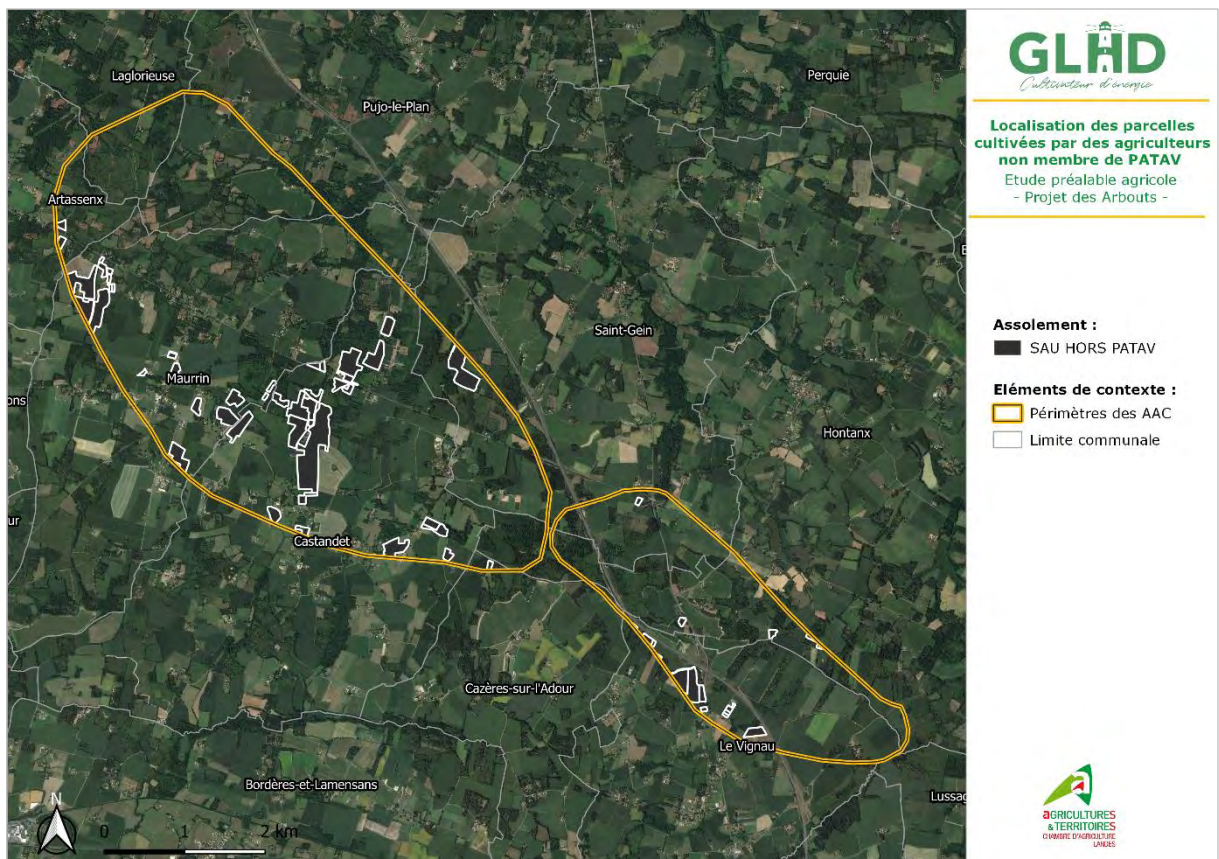 Laglorieuse
Pujo-le-Plan
Perquie
Artassenx
Saint-Gein
Maurrin
ons
Hontanx
ur
Castandet
Cazères-sur-l'Adour
Le Vignau
Bordères-et-Lamensans
Lussag
N
0 1 2 km
GLHD
Cultivateur d'énergie
Localisation des parcelles
cultivées par des agriculteurs
non membre de PATAV
Etude préalable agricole
- Projet des Arbouts -
Assolement :
SAU HORS PATAV
Eléments de contexte :
Périmètres des AAC
Limite communale
AGRICULTURES
& TERRITOIRES
CHAMBRE D'AGRICULTURE
LANDES